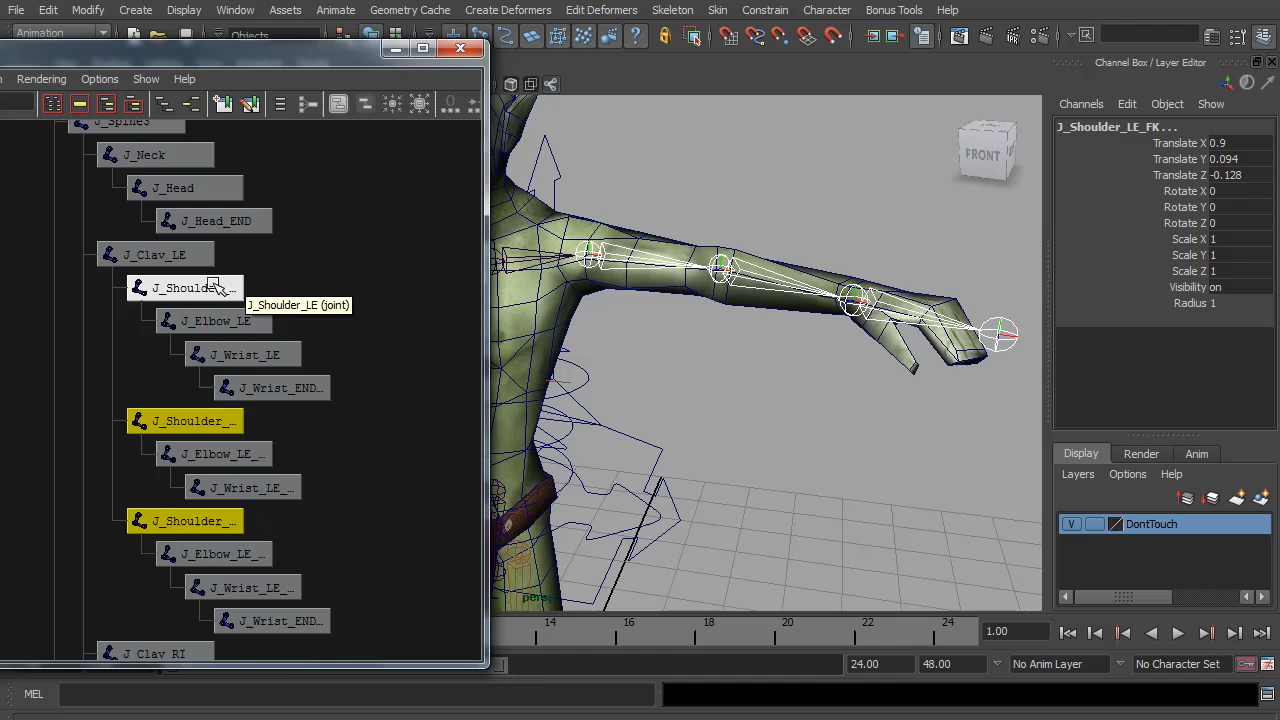 File Edit Modify Create Display Window Assets Animate Geometry Cache Create Deformers Edit Deformers Skeleton Skin Constrain Character Bonus Tools Help
Animation Objects
Channel Box / Layer Editor
Rendering Options Show Help
Channels Edit Object Show
J_Spine3
J_Shoulder_LE_FK . . .
Translate X 0.9
Translate Y 0.094
Translate Z -0.128
Rotate X 0
Rotate Y 0
Rotate Z 0
Scale X 1
Scale Y 1
Scale Z 1
Visibility on
Radius 1
J_Neck
J_Head
J_Head_END
J_Clav_LE
J_Shoulde
J_Shoulder_LE (joint)
J_Elbow_LE
J_Wrist_LE
J_Wrist_END...
J_Shoulder_...
J_Elbow_LE_...
J_Wrist_LE_...
J_Shoulder_...
J_Elbow_LE_...
J_Wrist_LE_...
J_Wrist_END...
J_Clav_RI
FRONT
persp
Display Render Anim
Layers Options Help
V DontTouch
14 16 18 20 22 24 1.00
24.00 48.00 No Anim Layer No Character Set
MEL